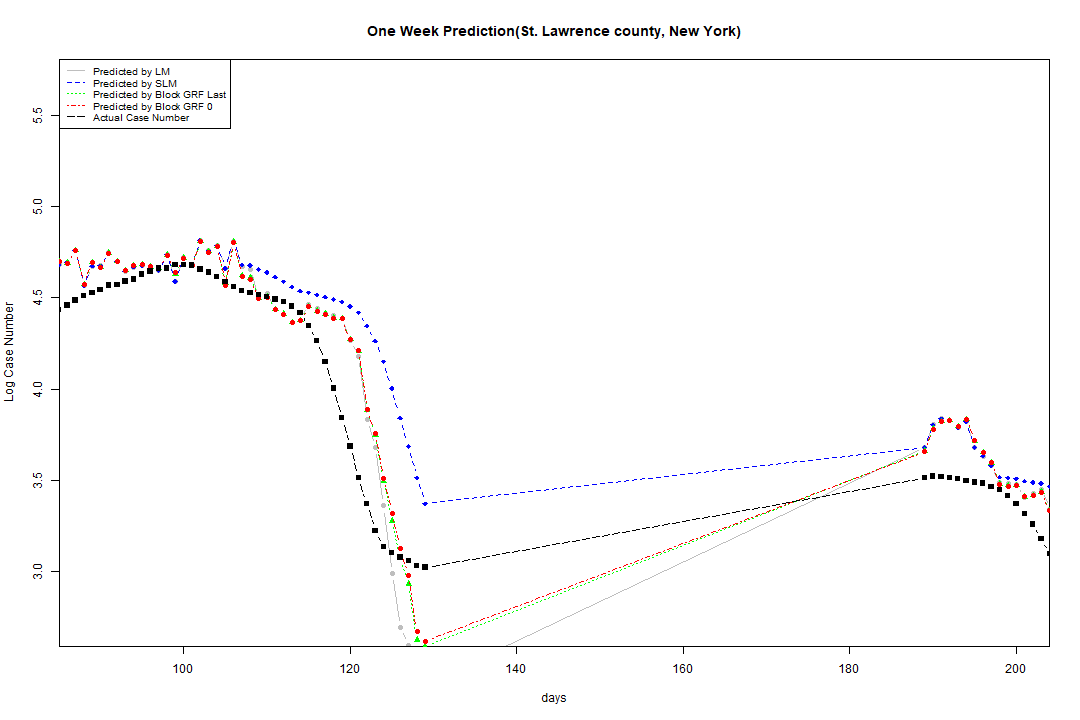 One Week Prediction(St. Lawrence county, New York)
Predicted by LM
Predicted by SLM
Predicted by Block GRF Last
Predicted by Block GRF 0
Actual Case Number
5.5
5.0
4.5
4.0
3.5
3.0
Log Case Number
100 120 140 160 180 200
days